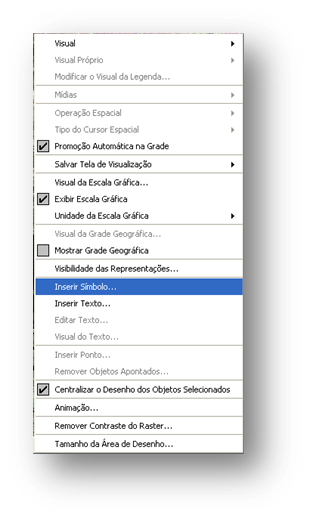 Visual
Visual Próprio
Modificar o Visual da Legenda...
Mídias
Operação Espacial
Tipo do Cursor Espacial
Promoção Automática na Grade
Salvar Tela de Visualização
Visual da Escala Gráfica...
Exibir Escala Gráfica
Unidade da Escala Gráfica
Visual da Grade Geográfica...
Mostrar Grade Geográfica
Visibilidade das Representações...
Inserir Símbolo...
Inserir Texto...
Editar Texto...
Visual do Texto...
Inserir Ponto...
Remover Objetos Apontados...
Centralizar o Desenho dos Objetos Selecionados
Animação...
Remover Contraste do Raster...
Tamanho da Área de Desenho...